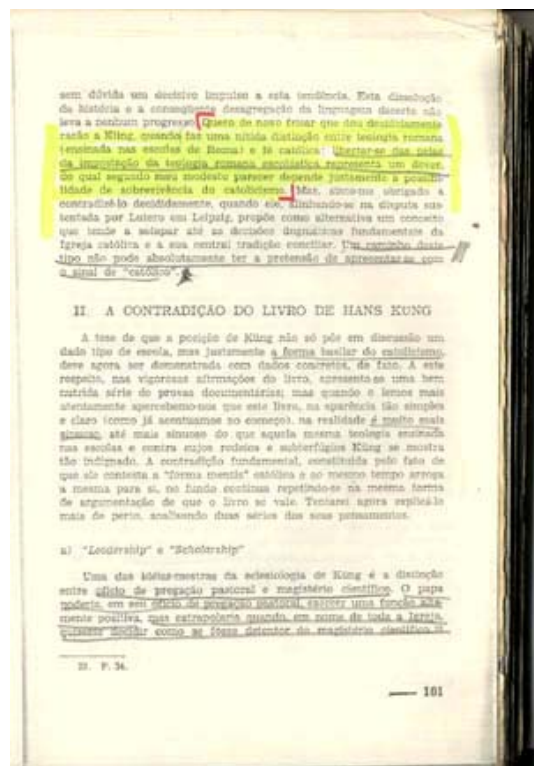 sem dúvida um decisivo impulso a esta tendência. Esta dissolução
da história e a conseqüente desagregação da linguagem decerto não
leva a nenhum progresso. Quero de novo frisar que dou decididamente
razão a Küng, quando faz uma nítida distinção entre teologia romana
(ensinada nas escolas de Roma) e fé católica. Libertar-se das peias
da impostação da teologia romana escolástica representa um dever,
do qual segundo meu modesto parecer depende justamente a possibi-
lidade de sobrevivência do catolicismo. Mas, sinto-me obrigado a
contradizê-lo decididamente, quando ele, alinhando-se na disputa sus-
tentada por Lutero em Leipzig, propõe como alternativa um conceito
que tende a solapar até as decisões dogmáticas fundamentais da
Igreja católica e a sua central tradição conciliar. Um caminho deste
tipo não pode absolutamente ter a pretensão de apresentar-se com
o sinal de "católico".
II. A CONTRADIÇÃO DO LIVRO DE HANS KÜNG
A tese de que a posição de Küng não só põe em discussão um
dado tipo de escola, mas justamente a forma basilar do catolicismo,
deve agora ser demonstrada com dados concretos, de fato. A este
respeito, nas vigorosas afirmações do livro, apresenta-se uma bem
nutrida série de provas documentárias; mas quando o lemos mais
atentamente apercebemo-nos que este livro, na aparência tão simples
e claro (como já acentuamos no começo), na realidade é muito mais
sinuoso, até mais sinuoso do que aquela mesma teologia ensinada
nas escolas e contra cujos rodeios e subterfúgios Küng se mostra
tão indignado. A contradição fundamental, constituída pelo fato de
que ele contesta a "forma mentis" católica e ao mesmo tempo arroga
a mesma para si, no fundo continua repetindo-se na mesma forma
de argumentação de que o livro se vale. Tentarei agora explicá-lo
mais de perto, analisando duas séries dos seus pensamentos.
a) "Leadership" e "Scholarship"
Uma das idéias-mestras da eclesiologia de Küng é a distinção
entre ofício de pregação pastoral e magistério científico. O papa
poderia, em seu ofício de pregação pastoral, exercer uma função alta-
mente positiva, mas extrapolaria quando, em nome de toda a Igreja,
quisesse decidir como se fosse detentor do magistério científico.
P. 34.
101